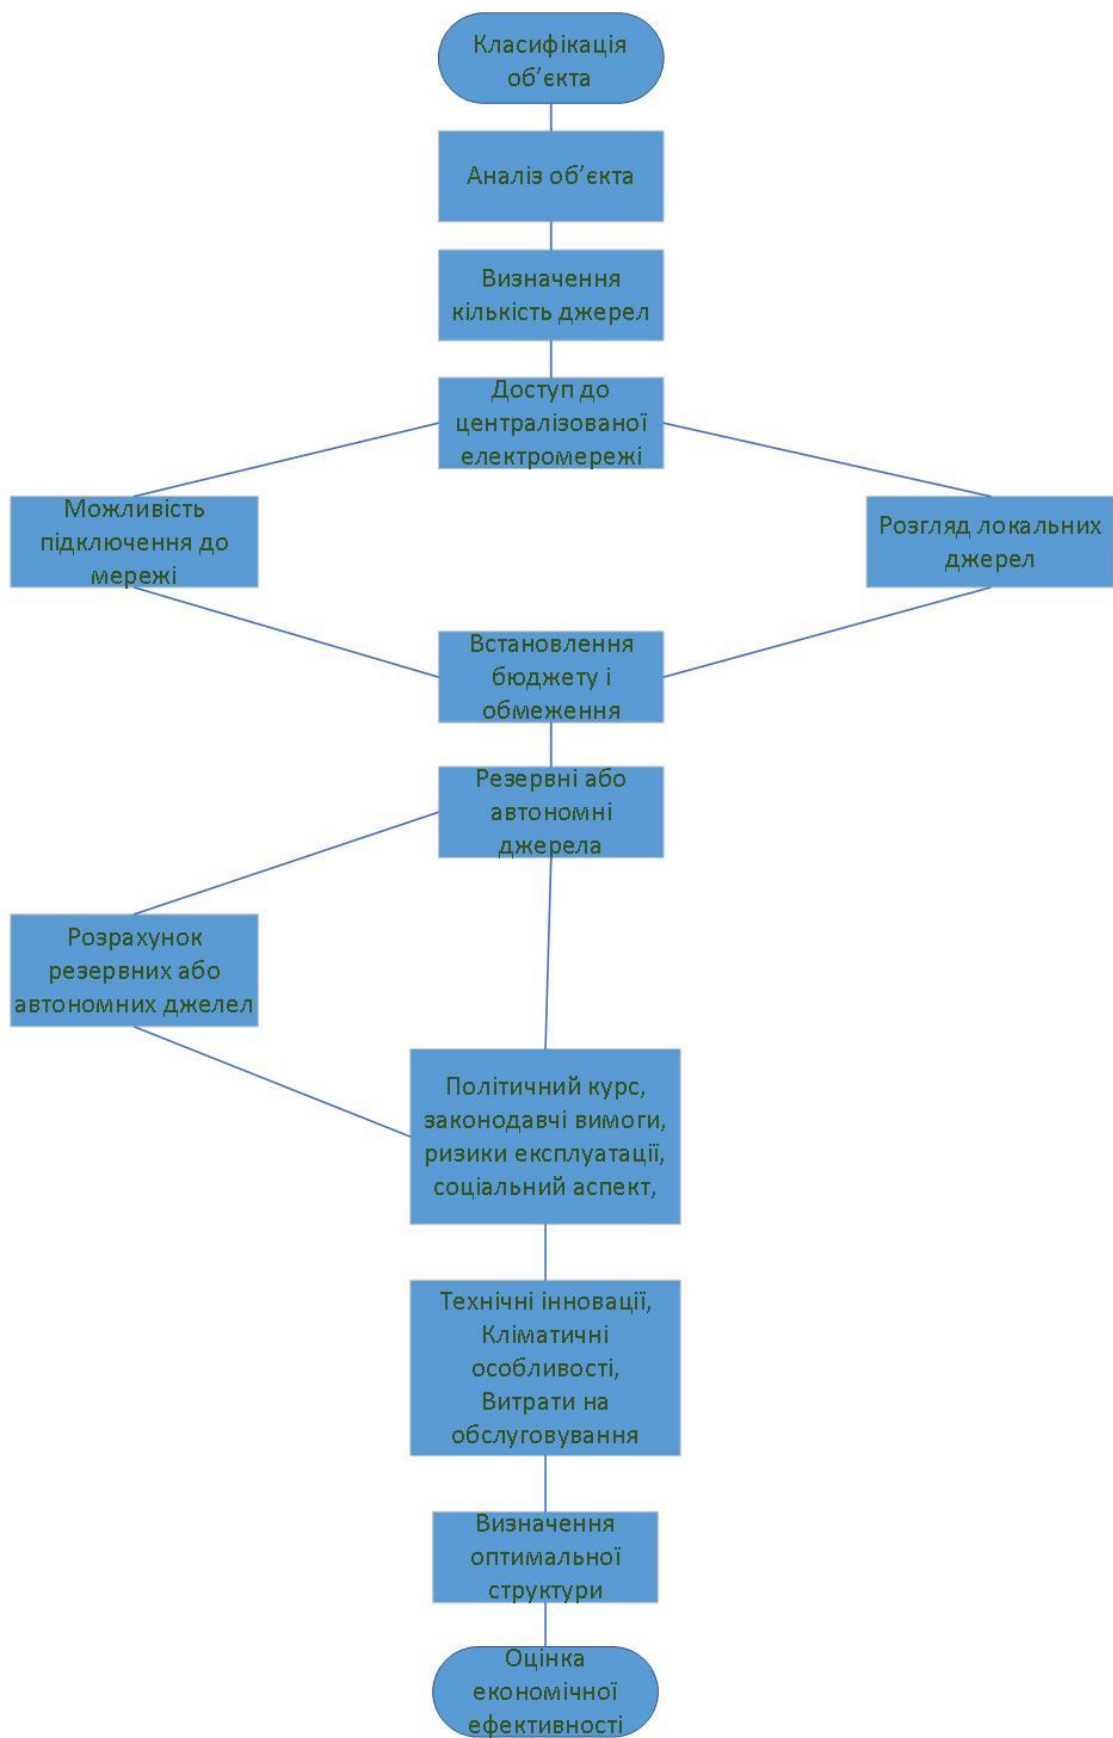 Класифікація
об’єкта
Аналіз об’єкта
Визначення
кількість джерел
Доступ до
централізованої
електромережі
Можливість
підключення до
мережі
Розгляд локальних
джерел
Встановлення
бюджету і
обмеження
Резервні або
автономні
джерела
Розрахунок
резервних або
автономних джелел
Політичний курс,
законодавчі вимоги,
ризики експлуатації,
соціальний аспект,
Технічні інновації,
Кліматичні
особливості,
Витрати на
обслуговування
Визначення
оптимальної
структури
Оцінка
економічної
ефективності